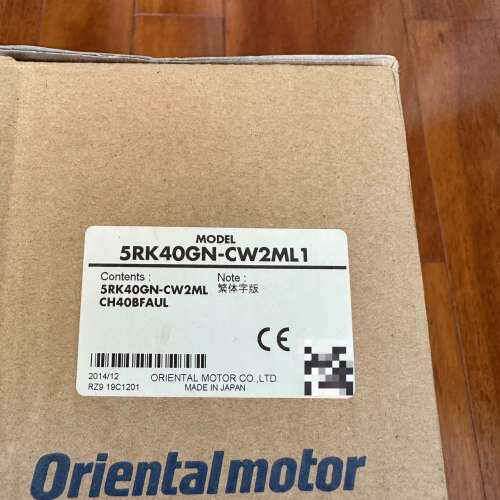 MODEL
5RK40GN-CW2ML1
Contents : Note :
5RK40GN-CW2ML 繁体字版
CH40BFAUL
CE
2014/12 ORIENTAL MOTOR CO.,LTD.
RZ9 19C1201 MADE IN JAPAN
Orientalmotor